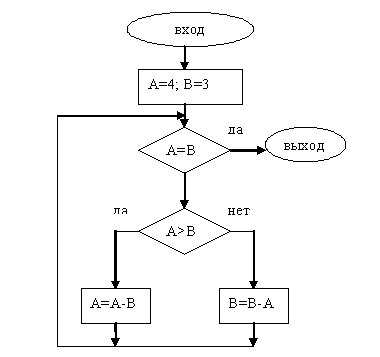 вход
A=4; B=3
A=B
да
выход
да
A>B
нет
A=A-B
B=B-A